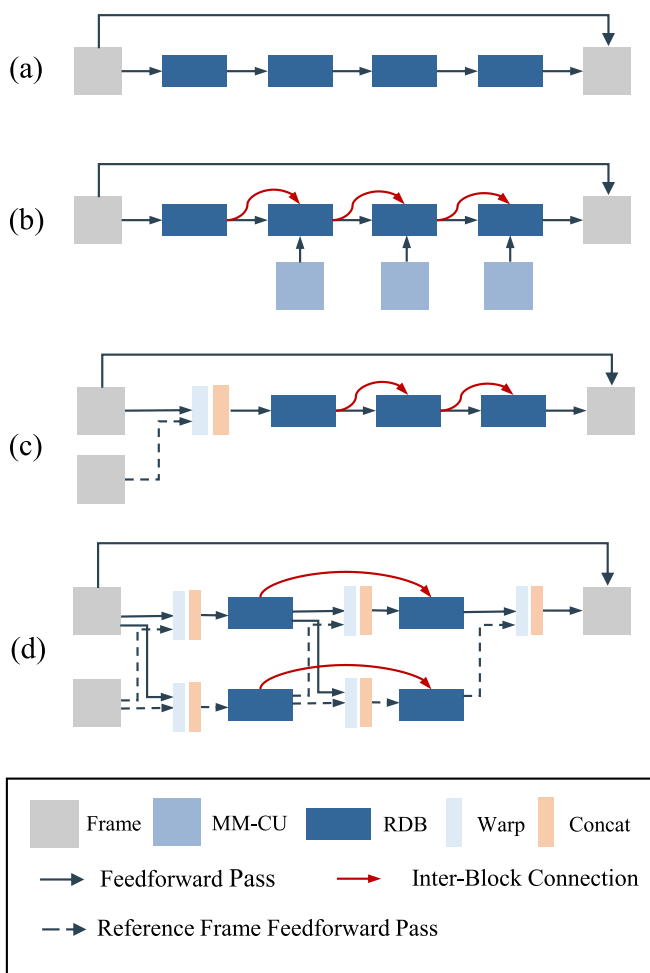 (a)
(b)
(c)
(d)
Frame MM-CU RDB Warp Concat
Feedforward Pass Inter-Block Connection
Reference Frame Feedforward Pass